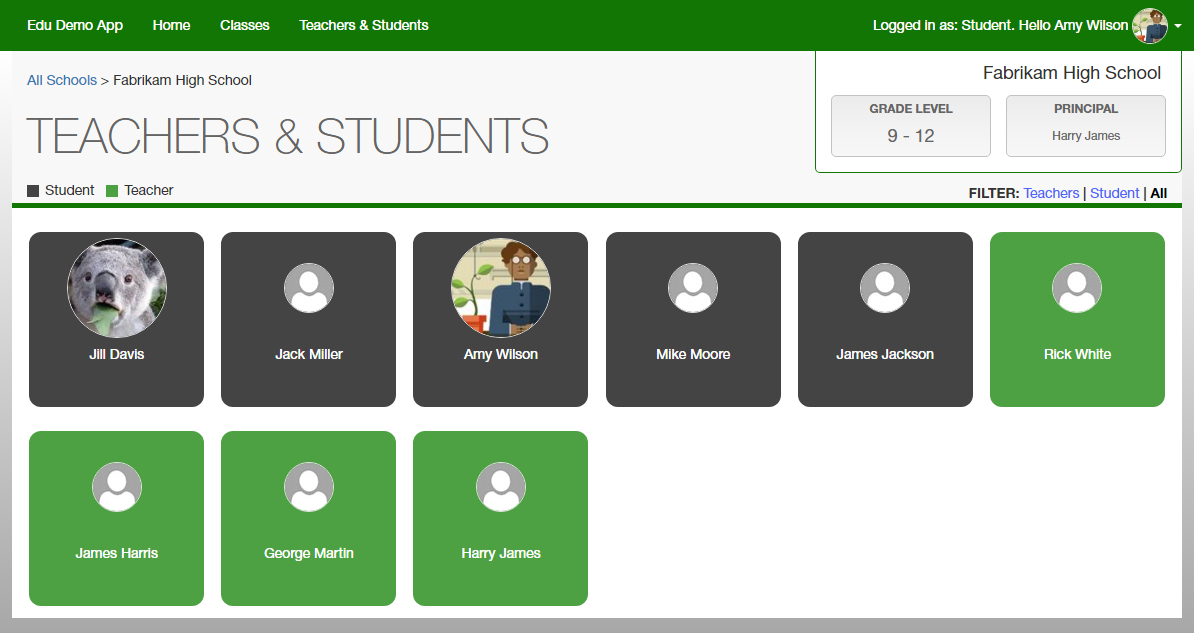 Edu Demo App Home Classes Teachers & Students Logged in as: Student. Hello Amy Wilson
All Schools > Fabrikam High School
Fabrikam High School
GRADE LEVEL
9 - 12
PRINCIPAL
Harry James
TEACHERS & STUDENTS
Student Teacher
FILTER: Teachers | Student | All
Jill Davis
Jack Miller
Amy Wilson
Mike Moore
James Jackson
Rick White
James Harris
George Martin
Harry James